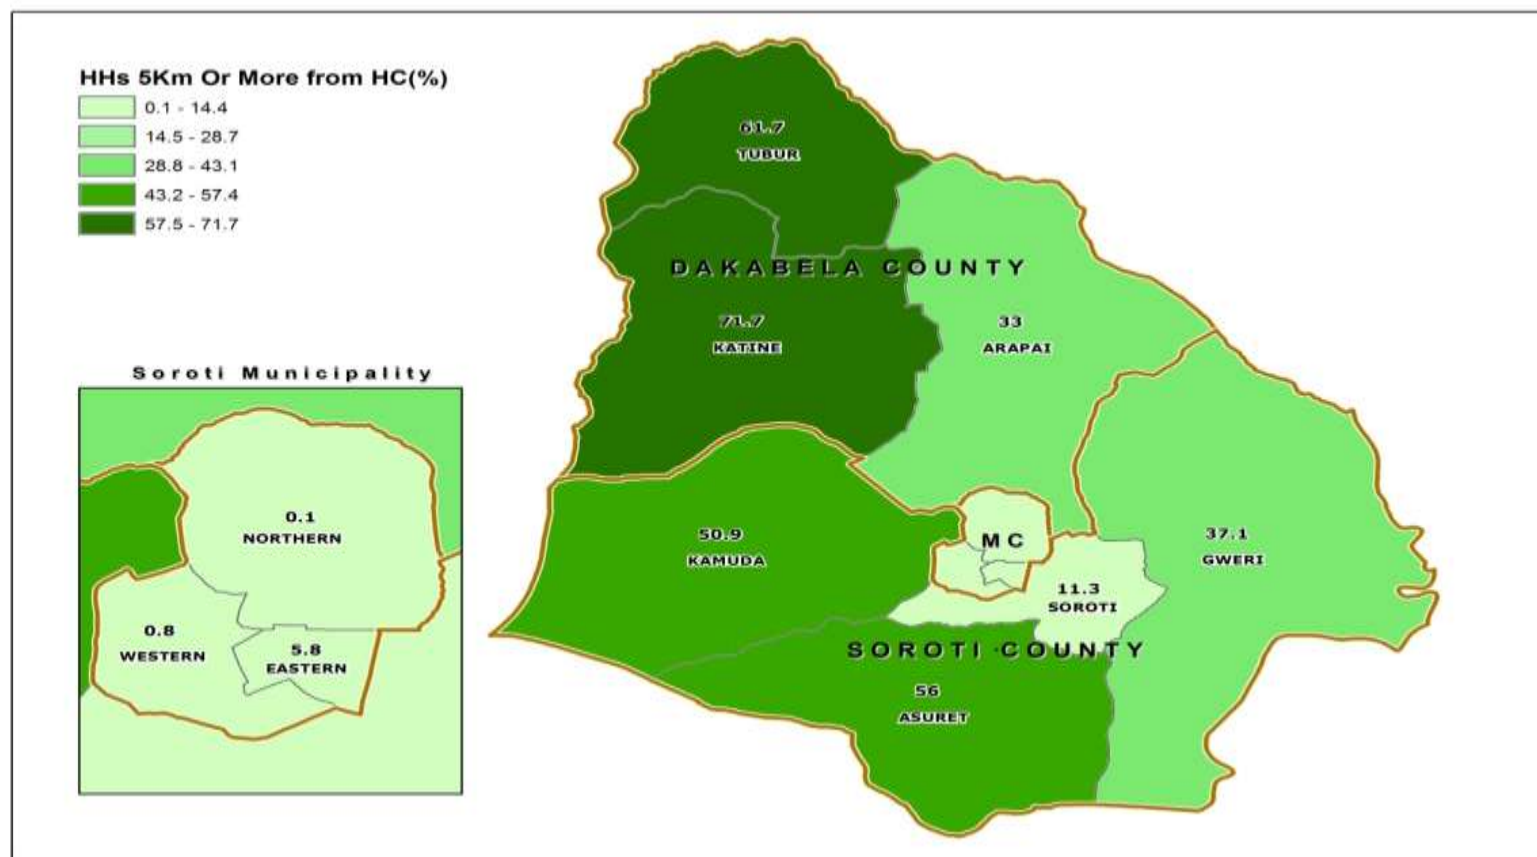 HHs 5Km Or More from HC(%)
0.1 - 14.4
14.5 - 28.7
28.8 - 43.1
43.2 - 57.4
57.5 - 71.7
61.7
TUBUR
DAKABELA COUNTY
71.7
KATINE
33
ARAPAI
Soroti Municipality
0.1
NORTHERN
0.8
WESTERN
5.8
EASTERN
50.9
KAMUDA
MC
37.1
GWERI
11.3
SOROTI
SOROTI COUNTY
56
ASURET